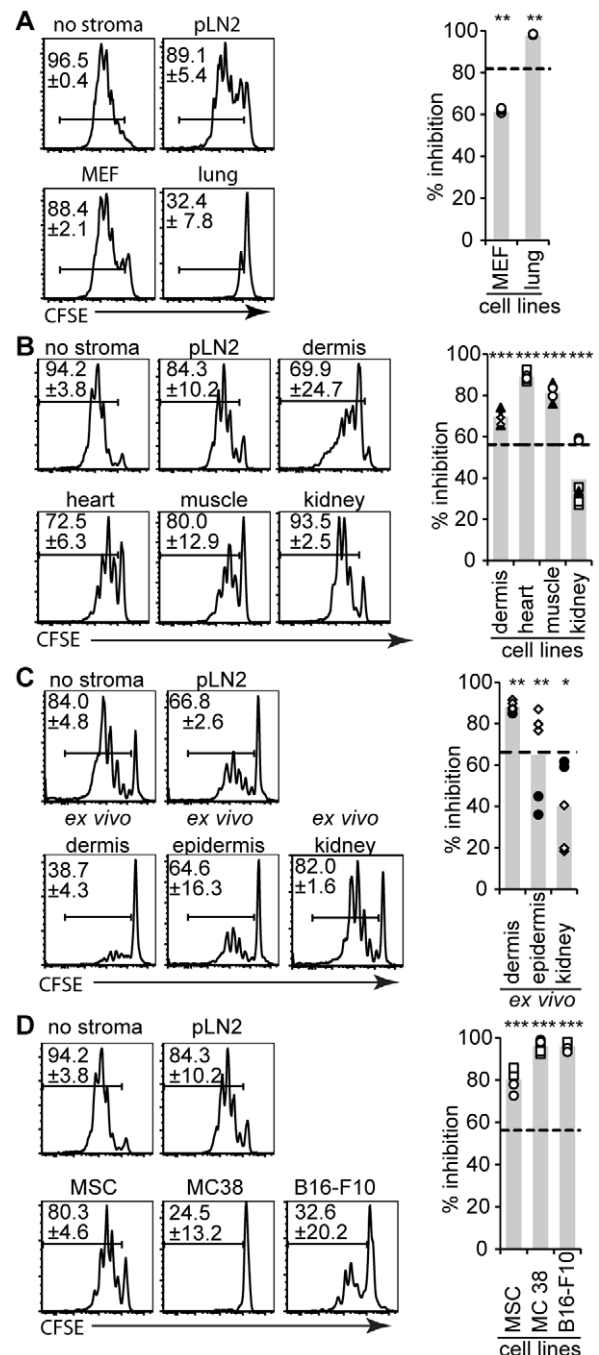 A
no stroma pLN2
96.5
±0.4
89.1
±5.4
MEF lung
88.4
±2.1
32.4
± 7.8
CFSE
** **
% inhibition
80
60
40
20
0
MEF
lung
cell lines
B
no stroma pLN2 dermis
94.2
±3.8
84.3
±10.2
69.9
±24.7
heart muscle kidney
72.5
±6.3
80.0
±12.9
93.5
±2.5
CFSE
*** *** *** ***
% inhibition
100
80
60
40
20
0
dermis
heart
muscle
kidney
cell lines
C
no stroma pLN2
84.0
±4.8
66.8
±2.6
ex vivo ex vivo ex vivo
dermis epidermis kidney
38.7
±4.3
64.6
±16.3
82.0
±1.6
CFSE
** ** *
% inhibition
100
80
60
40
20
0
dermis
epidermis
kidney
ex vivo
D
no stroma pLN2
94.2
±3.8
84.3
±10.2
MSC MC38 B16-F10
80.3
±4.6
24.5
±13.2
32.6
±20.2
CFSE
*** *** ***
% inhibition
100
80
60
40
20
0
MSC
MC 38
B16-F10
cell lines